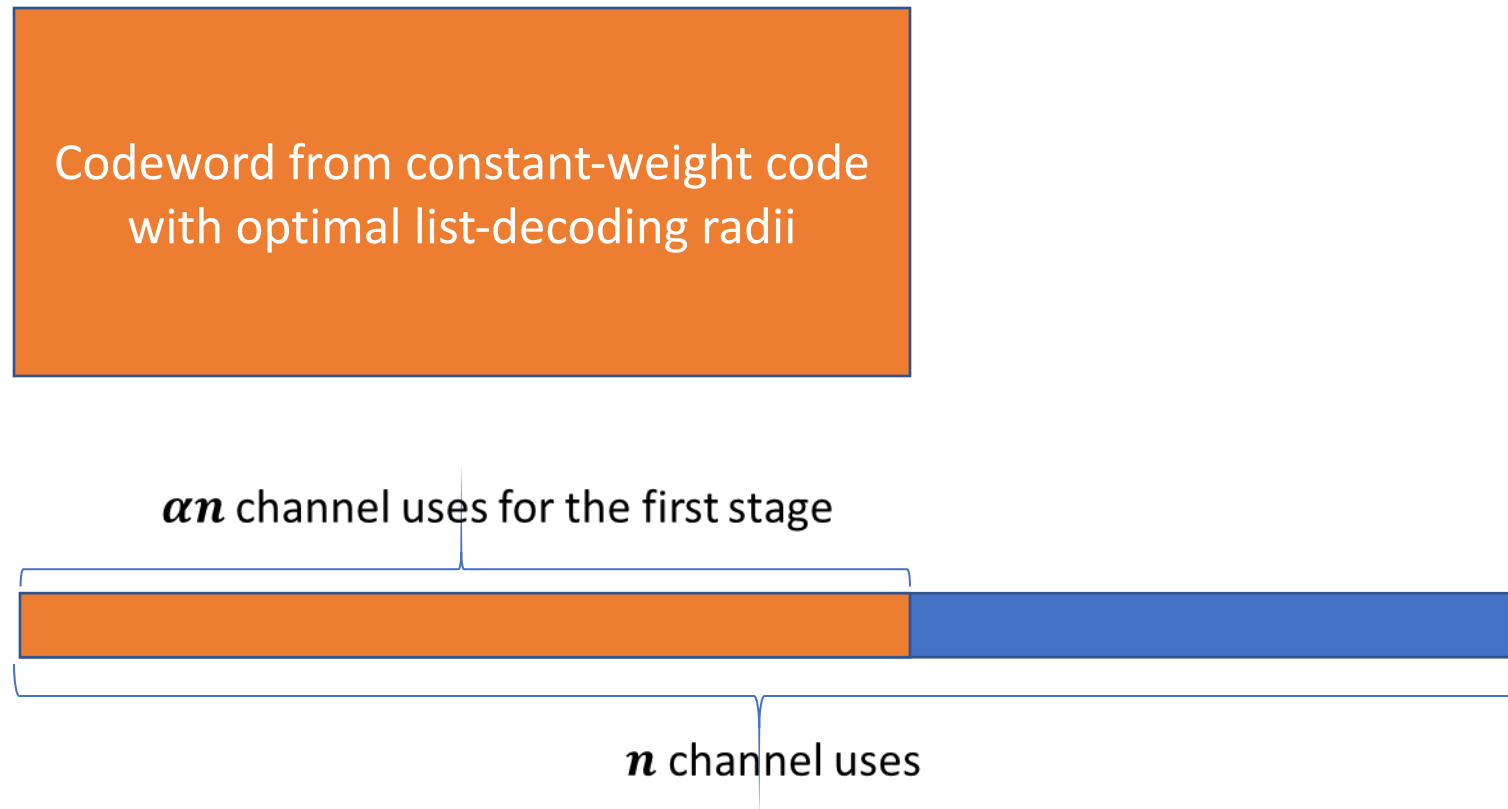 Codeword from constant-weight code
with optimal list-decoding radii
αn channel uses for the first stage
n channel uses